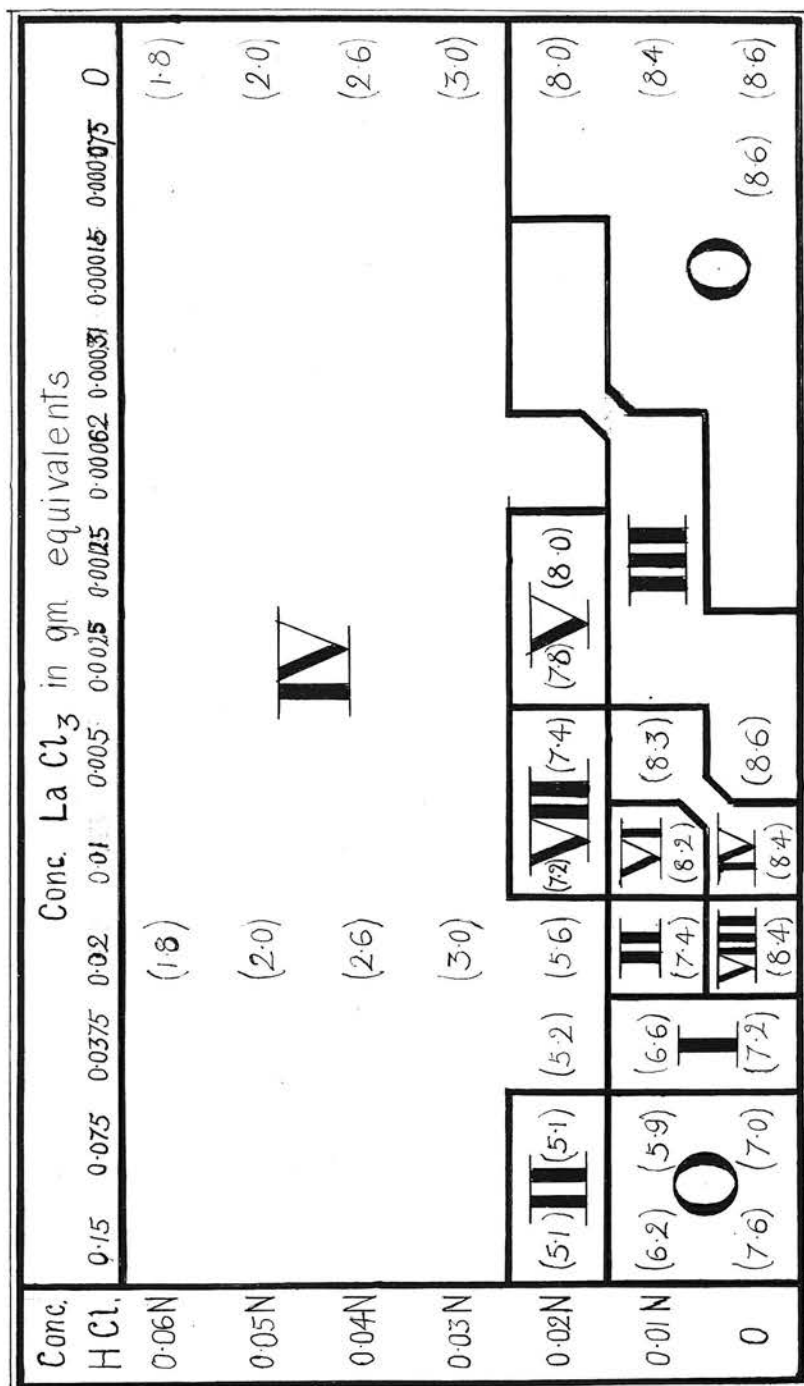 Conc. Conc. La Cl₃ in gm. equivalents
H Cl. 0·15 0·075 0·0375 0·02 0·01 0·005 0·0025 0·00125 0·00062 0·00031 0·00015 0·000075 0
0·06N (1·8) (1·8)
0·05N (2·0) (2·0)
0·04N (2·6) IV (2·6)
0·03N (3·0) (3·0)
0·02N (5·1) II (5·1) (5·2) (5·6) (7·2) VII (7·4) (7·8) V (8·0) (8·0)
0·01N (6·2) (5·9) (6·6) II (7·4) VI (8·2) (8·3) III (8·4)
O I O
0 (7·6) (7·0) (7·2) VIII (8·4) IV (8·4) (8·6) (8·6) (8·6)